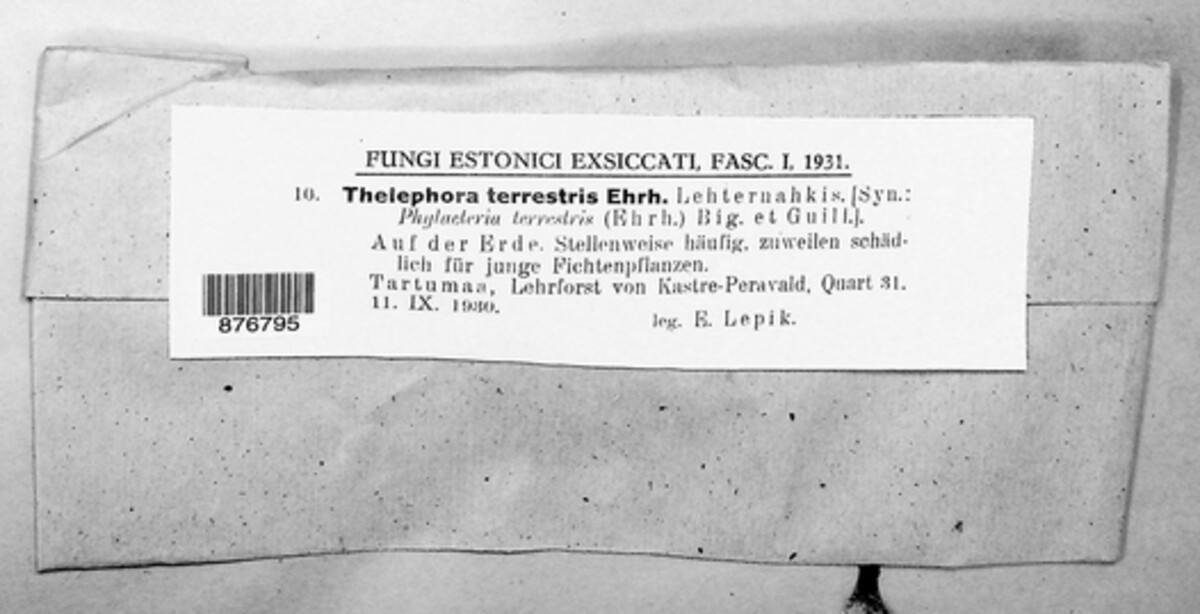 FUNGI ESTONICI EXSICCATI, FASC. I, 1931.
10. Thelephora terrestris Ehrh. Lehternahkis. [Syn.:
Phylacteria terrestris (Ehrh.) Big. et Guill.].
Auf der Erde. Stellenweise häufig, zuweilen schäd-
lich für junge Fichtenpflanzen.
Tartumaa, Lehrforst von Kastre-Peravald, Quart 31.
11. IX. 1930.
leg. E. Lepik.
876795